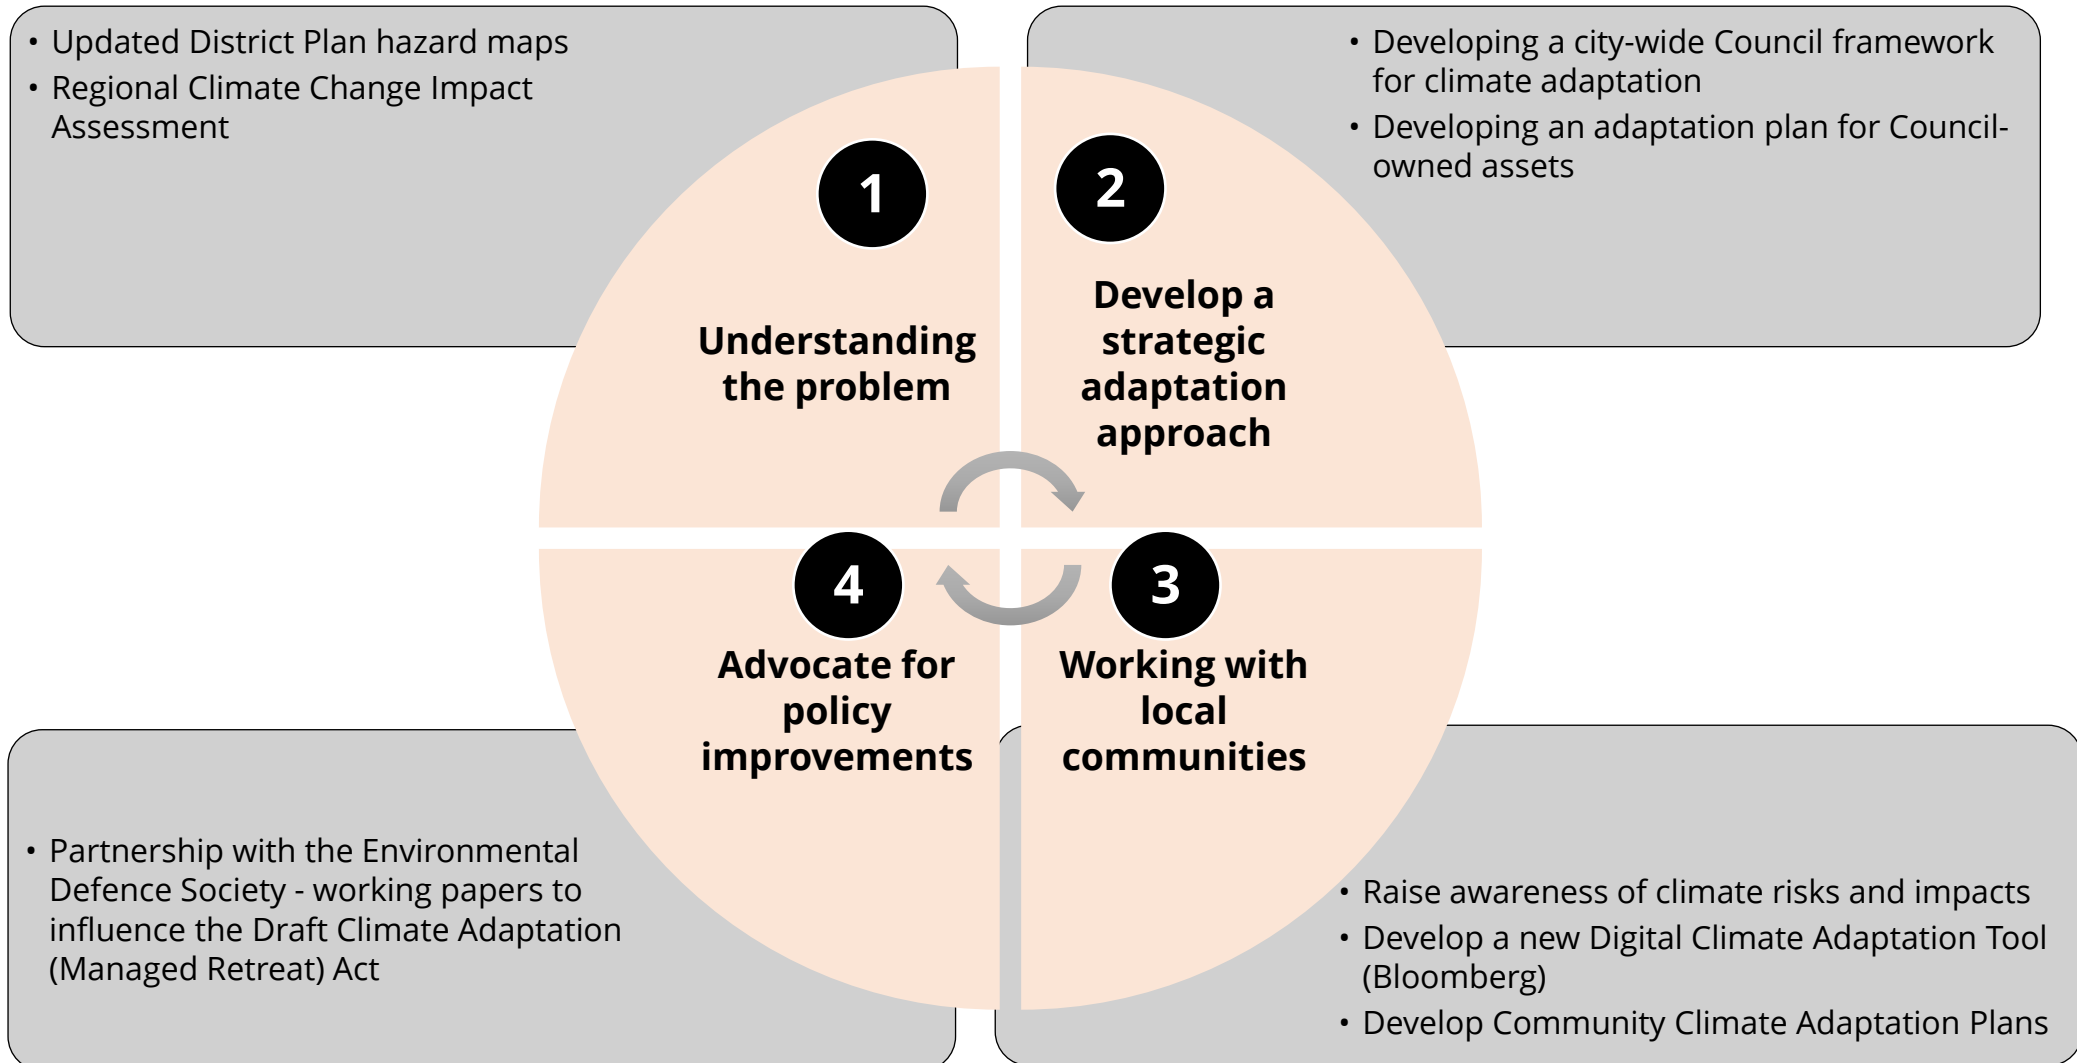 • Updated District Plan hazard maps
• Regional Climate Change Impact
Assessment
• Developing a city-wide Council framework
for climate adaptation
• Developing an adaptation plan for Council-
owned assets
1
Understanding
the problem
2
Develop a
strategic
adaptation
approach
4
Advocate for
policy
improvements
3
Working with
local
communities
• Partnership with the Environmental
Defence Society - working papers to
influence the Draft Climate Adaptation
(Managed Retreat) Act
• Raise awareness of climate risks and impacts
• Develop a new Digital Climate Adaptation Tool
(Bloomberg)
• Develop Community Climate Adaptation Plans